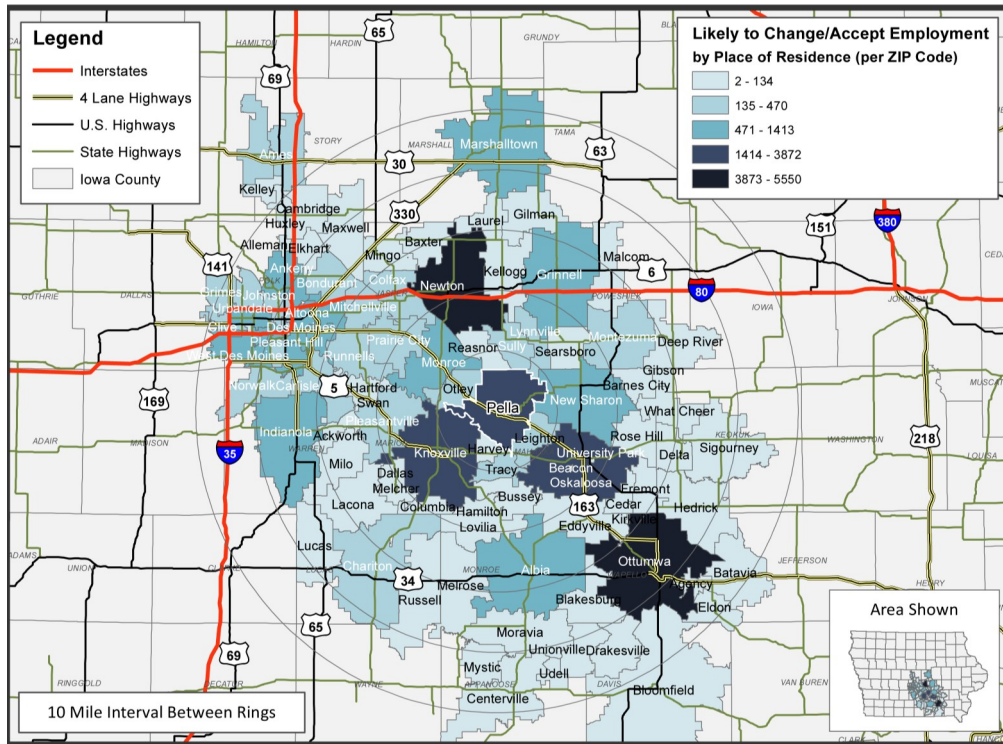 Legend
Interstates
4 Lane Highways
U.S. Highways
State Highways
Iowa County
Likely to Change/Accept Employment
by Place of Residence (per ZIP Code)
2 - 134
135 - 470
471 - 1413
1414 - 3872
3873 - 5550
HAMILTON
HARDIN
65
GRUNDY
69
STORY
MARSHALL
Marshalltown
TAMA
63
Ames
30
Kelley
330
380
Cambridge
Laurel
Gilman
151
Huxley
Maxwell
Baxter
Alleman
Elkhart
Mingo
Malcom
6
141
Ankeny
Kellogg
Grinnell
Bondurant
Colfax
Newton
80
GUTHRIE
DALLAS
Grimes
Johnston
POWESHIEK
IOWA
JOHNSON
Urbandale
Altoona
Mitchellville
Clive
Des Moines
Lynnville
Montezuma
Pleasant Hill
Prairie City
Reasnor
Sully
Searsboro
Deep River
West Des Moines
Runnells
Monroe
Gibson
Norwalk
Carlisle
5
Hartford
Otley
Barnes City
169
Swan
Pella
New Sharon
What Cheer
Pleasantville
ADAIR
MADISON
Indianola
Ackworth
MARION
Leighton
Rose Hill
KEOKUK
WASHINGTON
218
WARREN
Harvey
University Park
Delta
Sigourney
LOUISA
35
Knoxville
Milo
Tracy
Beacon
Dallas
Oskaloosa
Melcher
Fremont
Lacona
Bussey
163
Cedar
Hedrick
Columbia
Hamilton
Kirkville
Lovilia
Eddyville
Lucas
ADAMS
UNION
Chariton
34
MONROE
Albia
Ottumwa
JEFFERSON
HENRY
Melrose
Batavia
Agency
Russell
Blakesburg
Eldon
65
Moravia
69
Unionville
Drakesville
Mystic
Udell
RINGGOLD
DECATUR
WAYNE
APPANOOSE
DAVIS
VAN BUREN
Centerville
Bloomfield
Area Shown
10 Mile Interval Between Rings